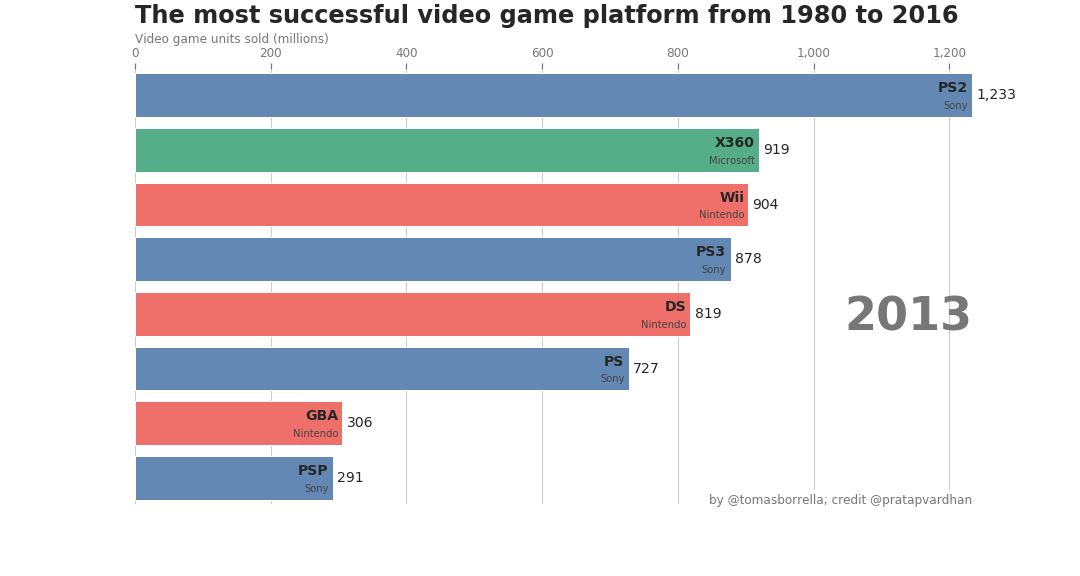 The most successful video game platform from 1980 to 2016
Video game units sold (millions)
0 200 400 600 800 1,000 1,200
PS2
Sony
1,233
X360
Microsoft
919
Wii
Nintendo
904
PS3
Sony
878
DS
Nintendo
819
2013
PS
Sony
727
GBA
Nintendo
306
PSP
Sony
291
by @tomasborrella; credit @pratapvardhan